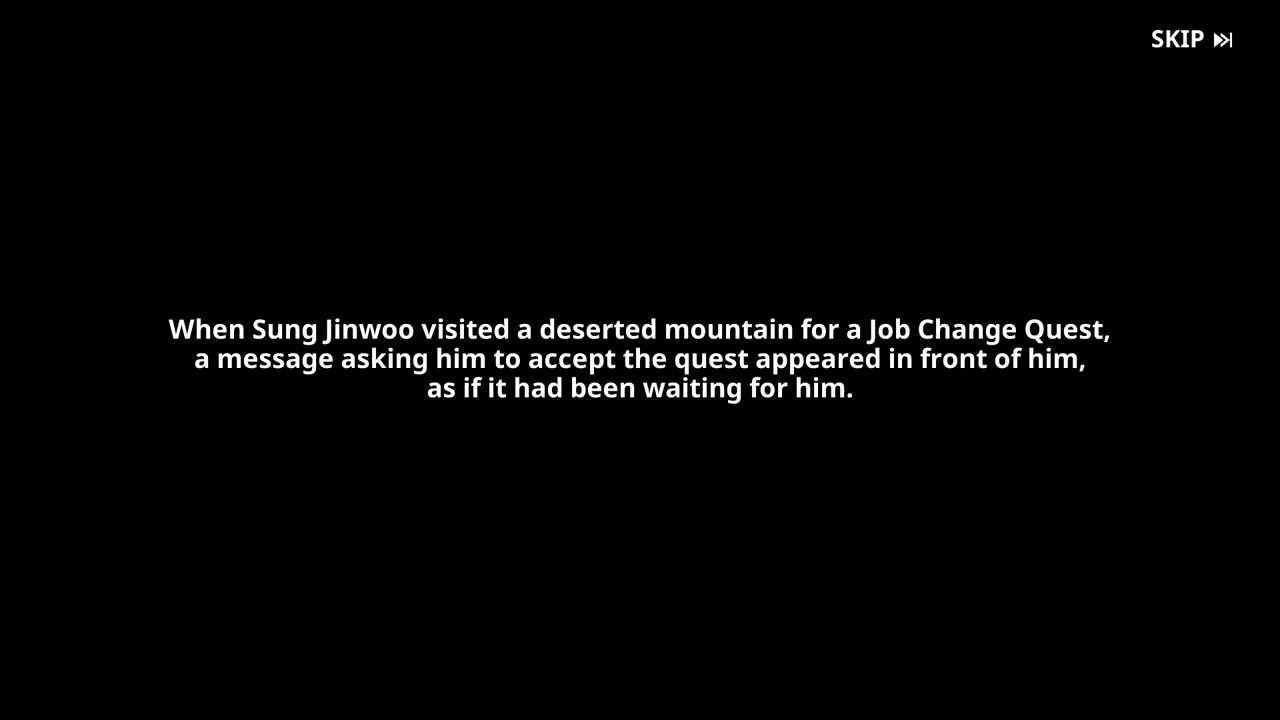 SKIP
When Sung Jinwoo visited a deserted mountain for a Job Change Quest,
a message asking him to accept the quest appeared in front of him,
as if it had been waiting for him.